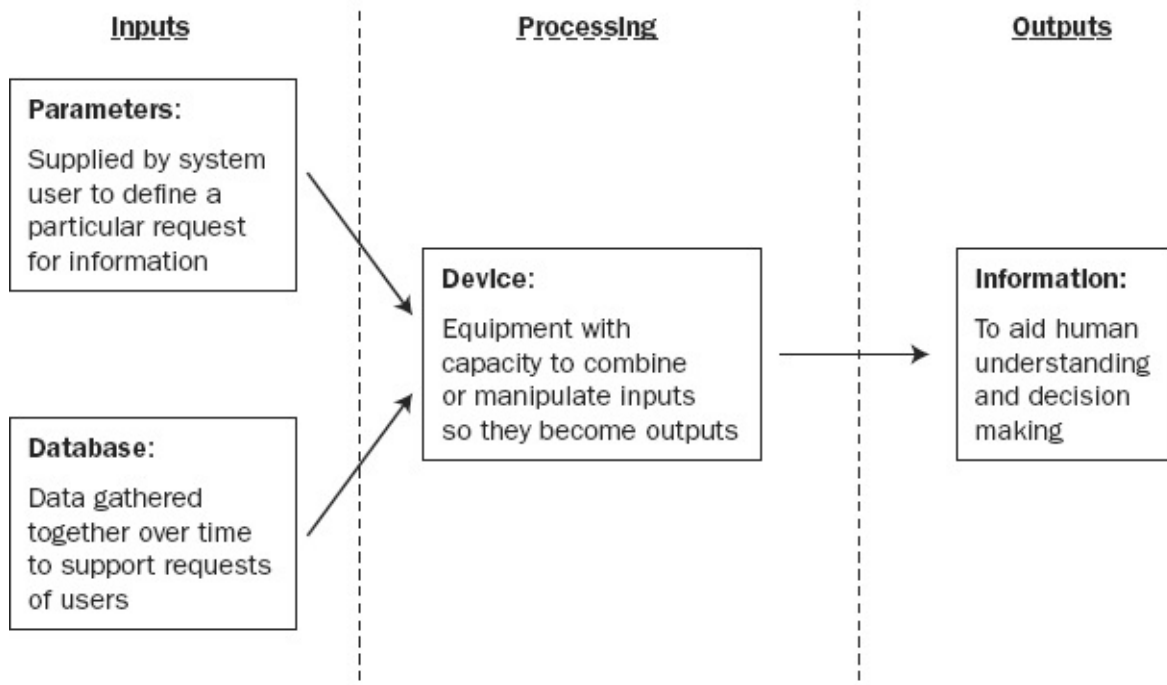 Inputs
Processing
Outputs
Parameters:
Supplied by system
user to define a
particular request
for information
Database:
Data gathered
together over time
to support requests
of users
Device:
Equipment with
capacity to combine
or manipulate inputs
so they become outputs
Information:
To aid human
understanding
and decision
making